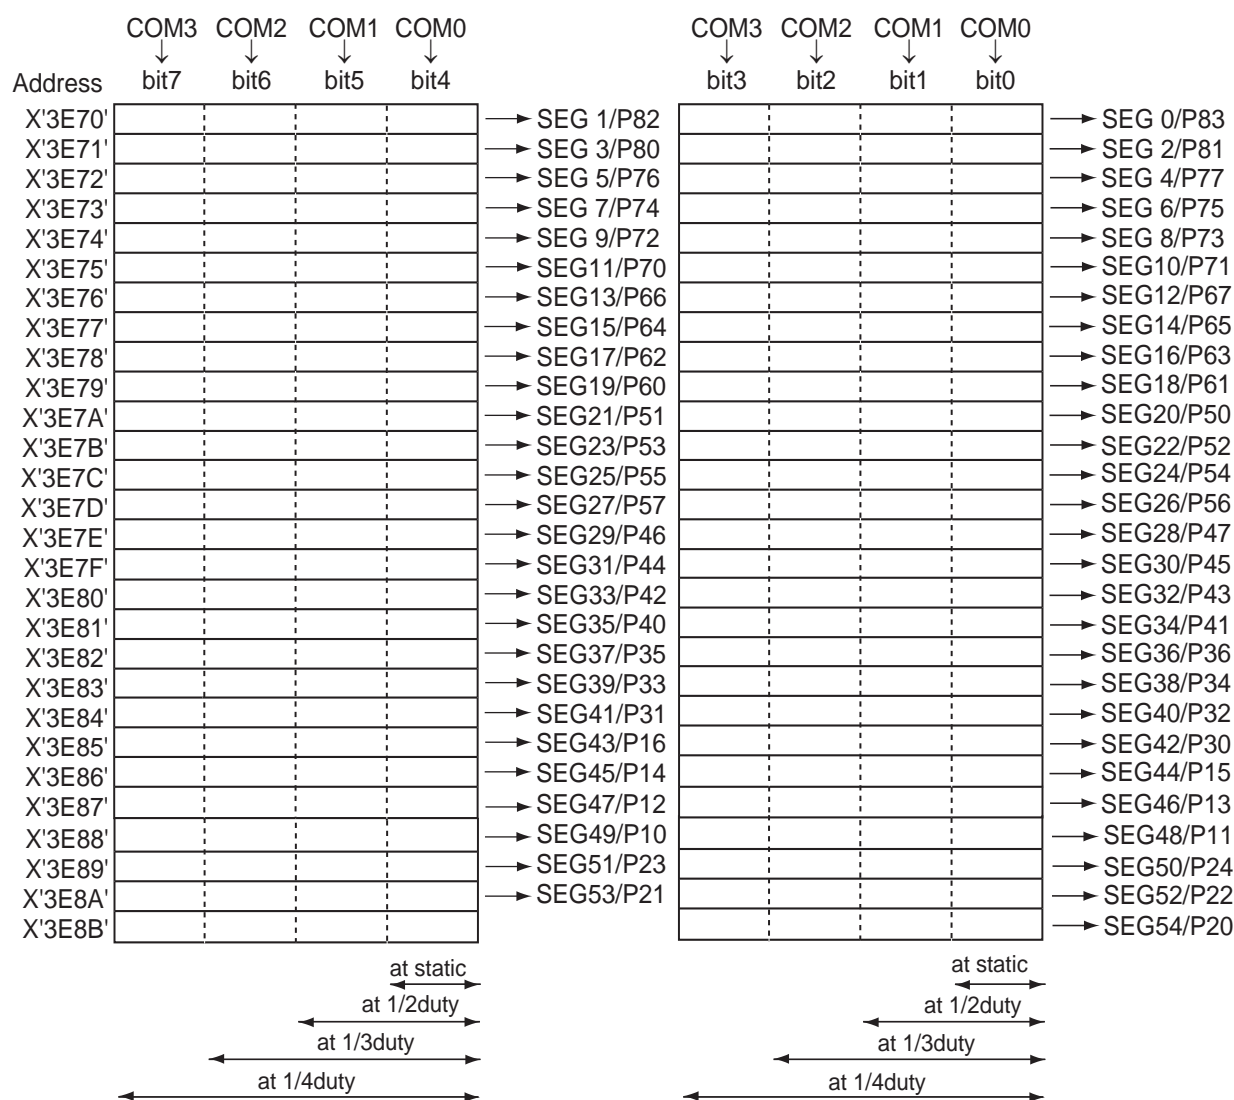 COM3 COM2 COM1 COM0 COM3 COM2 COM1 COM0
Address bit7 bit6 bit5 bit4 bit3 bit2 bit1 bit0
X'3E70' SEG 1/P82 SEG 0/P83
X'3E71' SEG 3/P80 SEG 2/P81
X'3E72' SEG 5/P76 SEG 4/P77
X'3E73' SEG 7/P74 SEG 6/P75
X'3E74' SEG 9/P72 SEG 8/P73
X'3E75' SEG11/P70 SEG10/P71
X'3E76' SEG13/P66 SEG12/P67
X'3E77' SEG15/P64 SEG14/P65
X'3E78' SEG17/P62 SEG16/P63
X'3E79' SEG19/P60 SEG18/P61
X'3E7A' SEG21/P51 SEG20/P50
X'3E7B' SEG23/P53 SEG22/P52
X'3E7C' SEG25/P55 SEG24/P54
X'3E7D' SEG27/P57 SEG26/P56
X'3E7E' SEG29/P46 SEG28/P47
X'3E7F' SEG31/P44 SEG30/P45
X'3E80' SEG33/P42 SEG32/P43
X'3E81' SEG35/P40 SEG34/P41
X'3E82' SEG37/P35 SEG36/P36
X'3E83' SEG39/P33 SEG38/P34
X'3E84' SEG41/P31 SEG40/P32
X'3E85' SEG43/P16 SEG42/P30
X'3E86' SEG45/P14 SEG44/P15
X'3E87' SEG47/P12 SEG46/P13
X'3E88' SEG49/P10 SEG48/P11
X'3E89' SEG51/P23 SEG50/P24
X'3E8A' SEG53/P21 SEG52/P22
X'3E8B' SEG54/P20
at static at static
at 1/2duty at 1/2duty
at 1/3duty at 1/3duty
at 1/4duty at 1/4duty